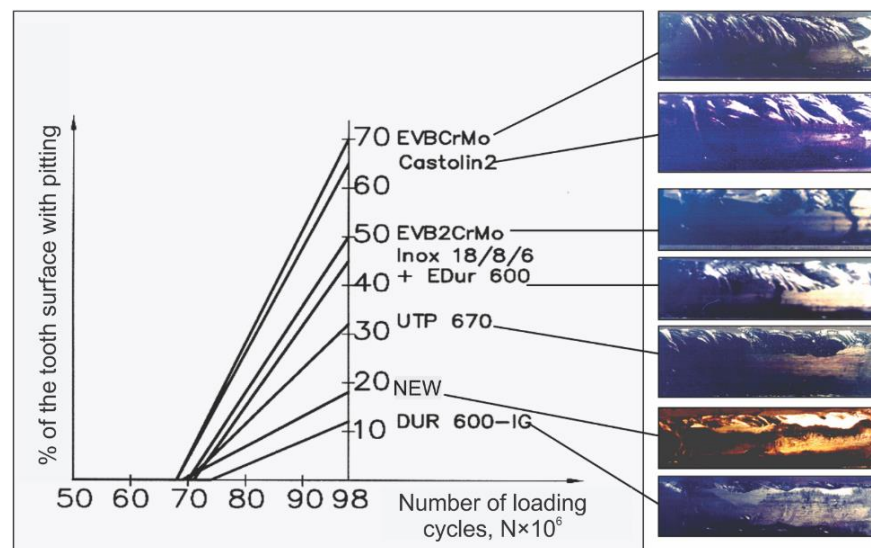 % of the tooth surface with pitting
70 EVBCrMo
Castolin2
60
50 EVB2CrMo
Inox 18/8/6
40 + EDur 600
UTP 670
30
20
NEW
DUR 600-IG
10
50 60 70 80 90 98
Number of loading
cycles, N×10⁶